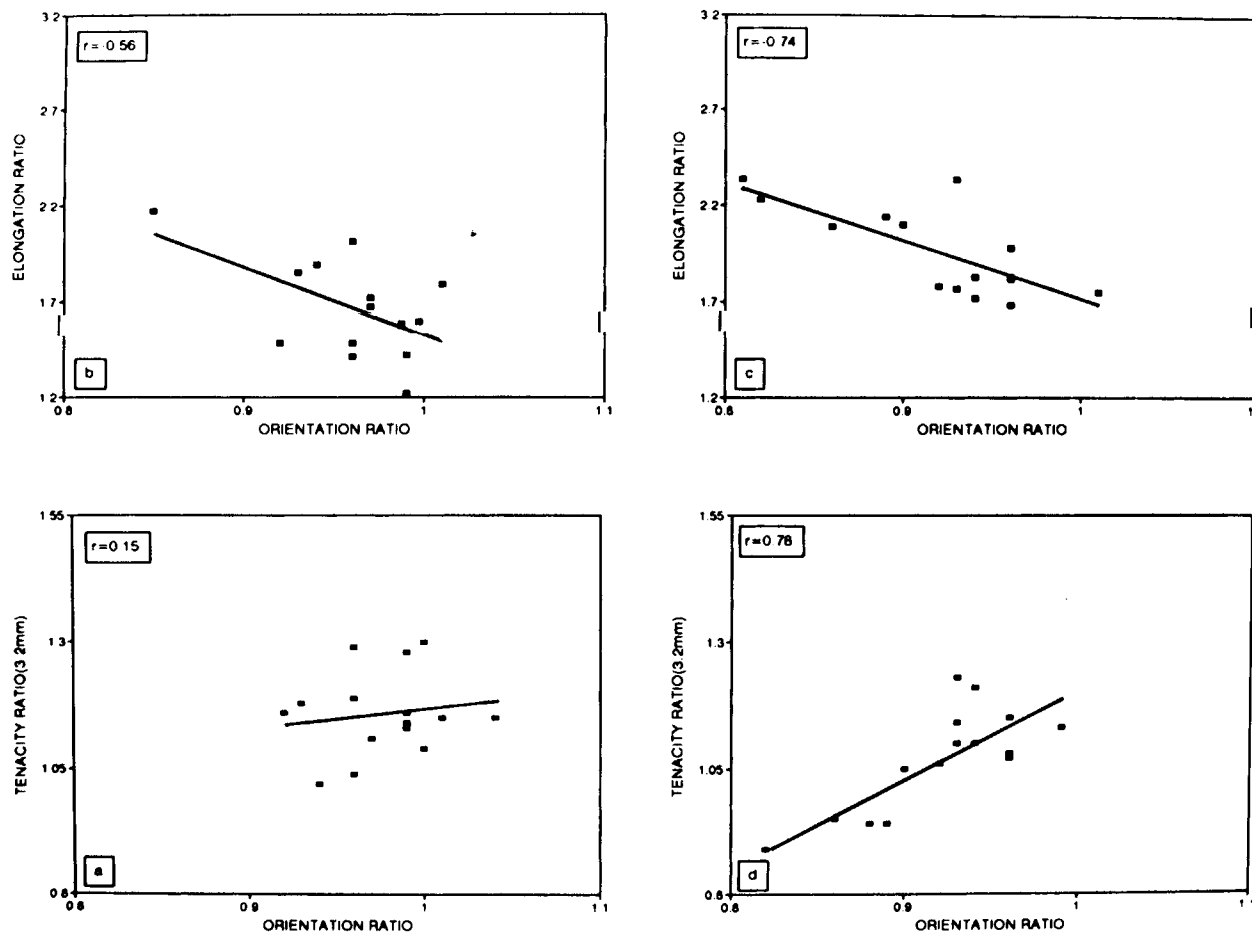 r=-0 56
ELONGATION RATIO
3.2
2.7
2.2
1.7
1.2
b
0.8
0.9
1
1.1
ORIENTATION RATIO
r=-0 74
ELONGATION RATIO
3.2
2.7
2.2
1.7
1.2
c
0.8
0.9
1
ORIENTATION RATIO
r=0 15
TENACITY RATIO(3 2mm)
1.55
1.3
1.05
0.8
a
0.8
0.9
1
1 1
ORIENTATION RATIO
r=0 78
TENACITY RATIO(3.2mm)
1.55
1.3
1.05
0.8
d
0.8
0.9
1
1 1
ORIENTATION RATIO